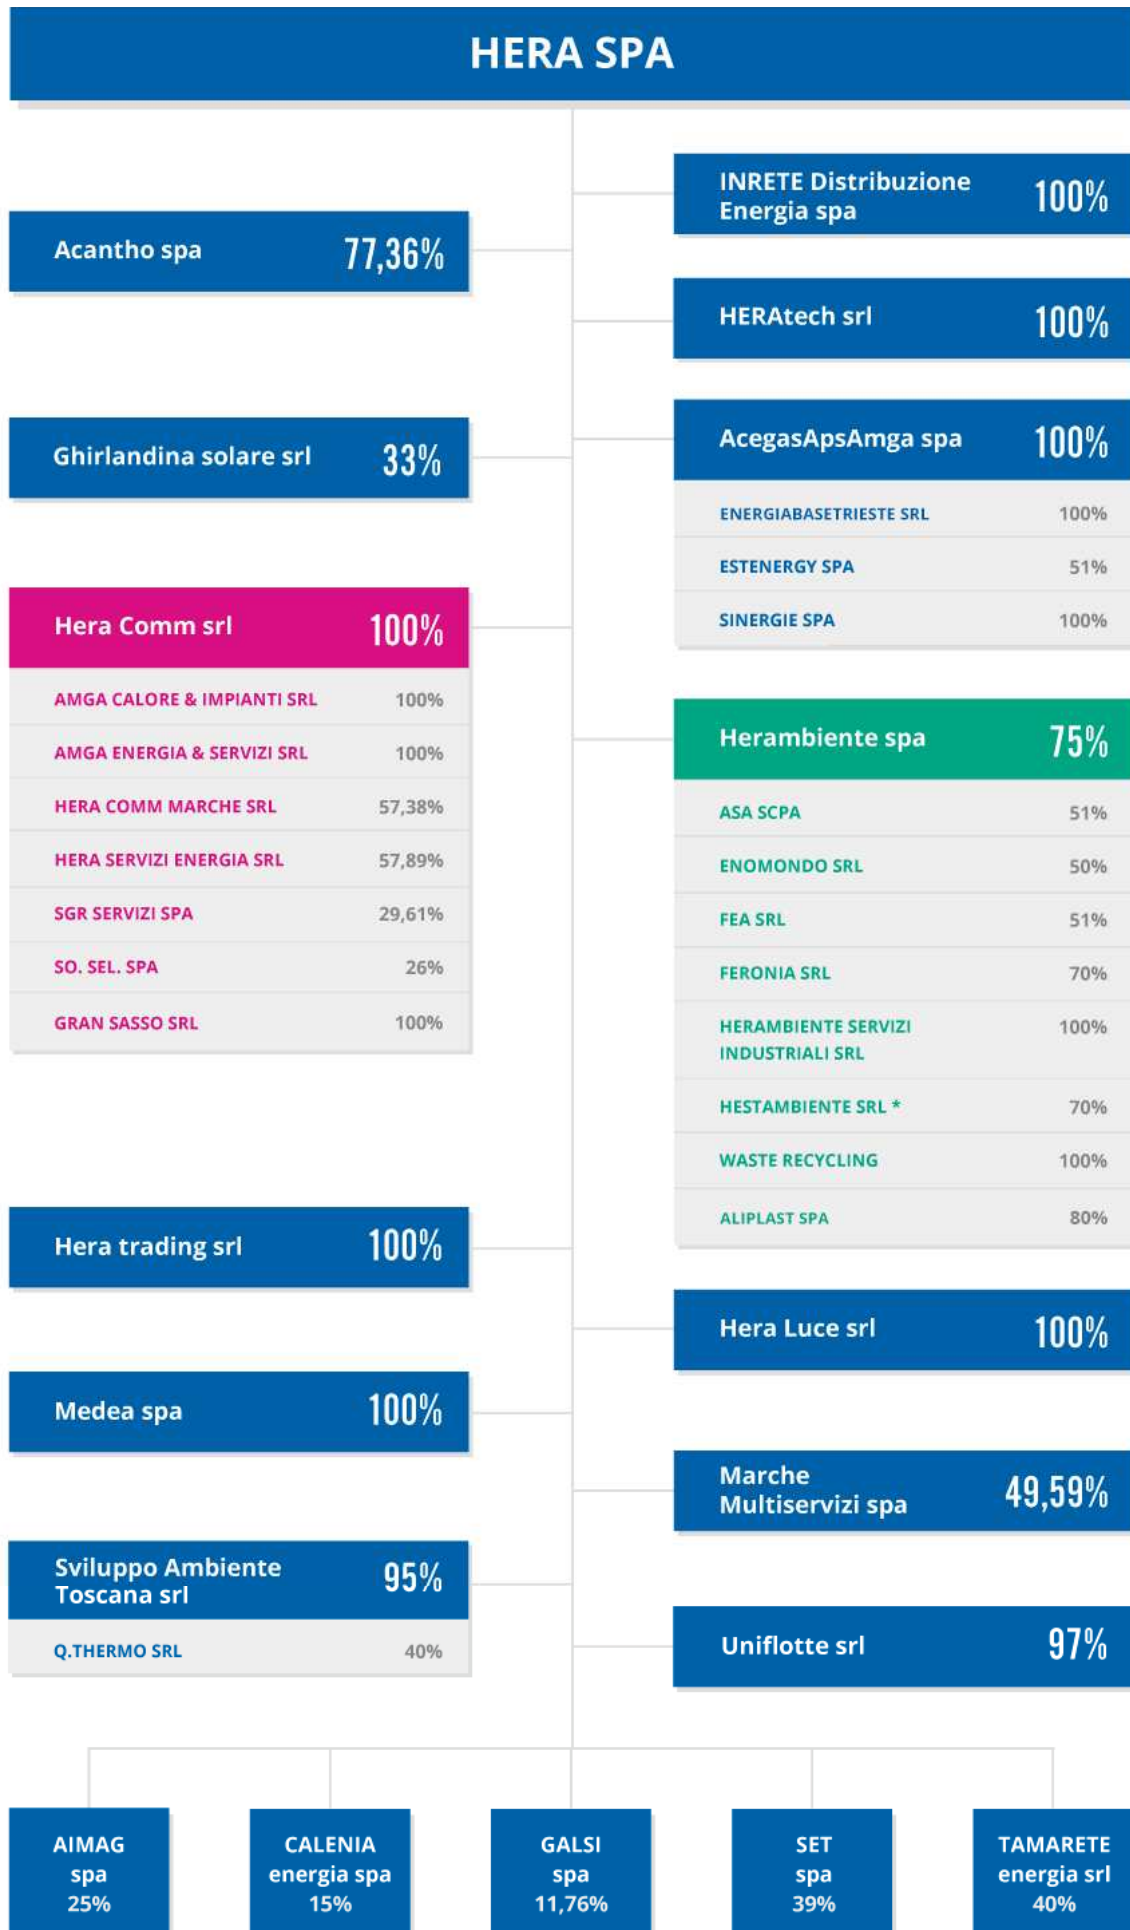 HERA SPA
Acantho spa 77,36%
Ghirlandina solare srl 33%
Hera Comm srl 100%
AMGA CALORE & IMPIANTI SRL 100%
AMGA ENERGIA & SERVIZI SRL 100%
HERA COMM MARCHE SRL 57,38%
HERA SERVIZI ENERGIA SRL 57,89%
SGR SERVIZI SPA 29,61%
SO. SEL. SPA 26%
GRAN SASSO SRL 100%
Hera trading srl 100%
Medea spa 100%
Sviluppo Ambiente
Toscana srl 95%
Q.THERMO SRL 40%
INRETE Distribuzione
Energia spa 100%
HERAtech srl 100%
AcegasApsAmga spa 100%
ENERGIABASETRIESTE SRL 100%
ESTENERGY SPA 51%
SINERGIE SPA 100%
Herambiente spa 75%
ASA SCPA 51%
ENOMONDO SRL 50%
FEA SRL 51%
FERONIA SRL 70%
HERAMBIENTE SERVIZI 100%
INDUSTRIALI SRL
HESTAMBIENTE SRL * 70%
WASTE RECYCLING 100%
ALIPLAST SPA 80%
Hera Luce srl 100%
Marche
Multiservizi spa 49,59%
Uniflotte srl 97%
AIMAG
spa
25%
CALENIA
energia spa
15%
GALSI
spa
11,76%
SET
spa
39%
TAMARETE
energia srl
40%